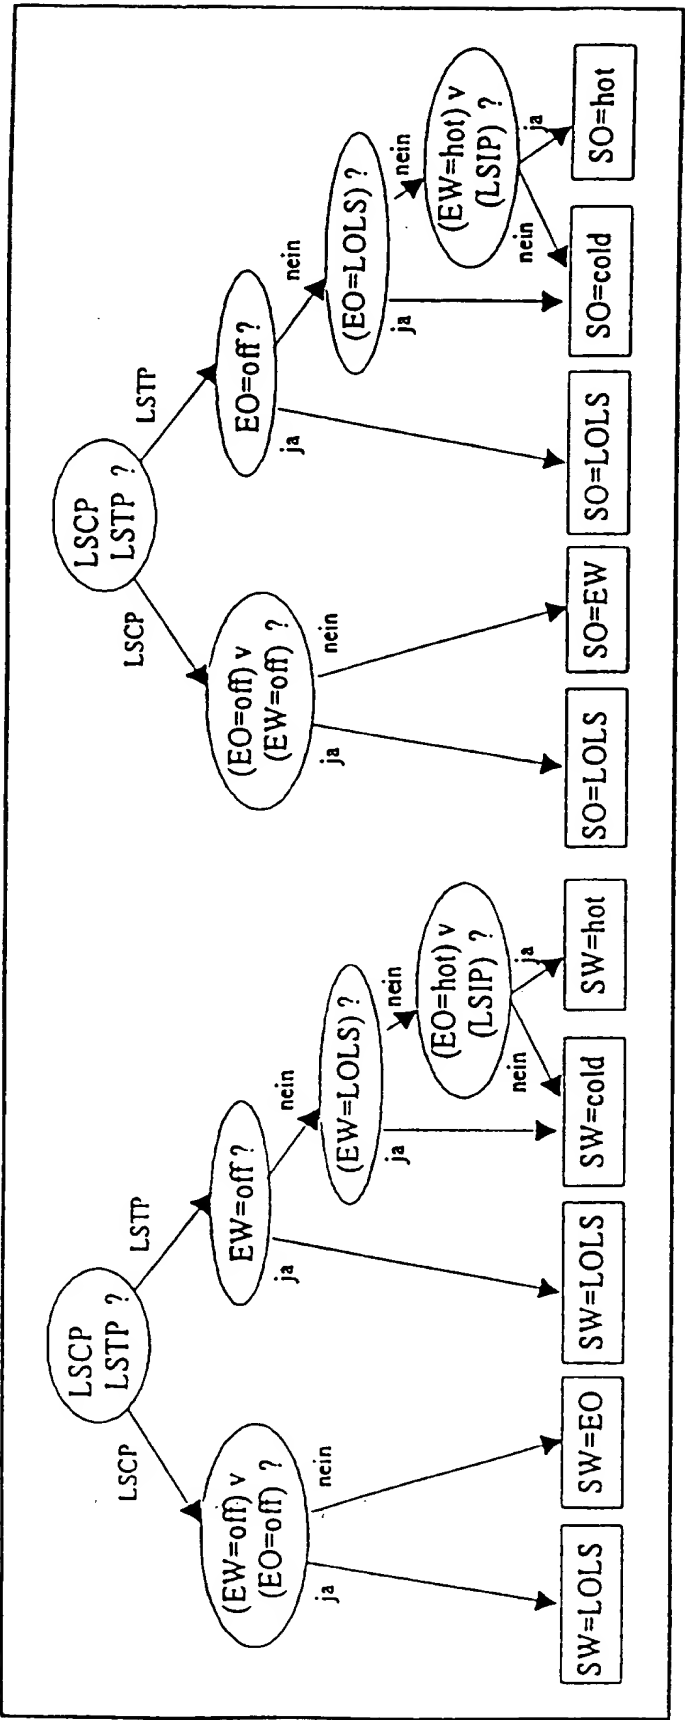 LSCP
LSTP ?
LSCP
LSTP
(EW=off) v
(EO=off) ?
ja
nein
EW=off ?
ja
nein
(EW=LOLS) ?
ja
nein
(EO=hot) v
(LSIP) ?
nein
ja
SW=LOLS
SW=EO
SW=LOLS
SW=cold
SW=hot
LSCP
LSTP ?
LSCP
LSTP
(EO=off) v
(EW=off) ?
ja
nein
EO=off ?
ja
nein
(EO=LOLS) ?
ja
nein
(EW=hot) v
(LSIP) ?
nein
ja
SO=LOLS
SO=EW
SO=LOLS
SO=cold
SO=hot